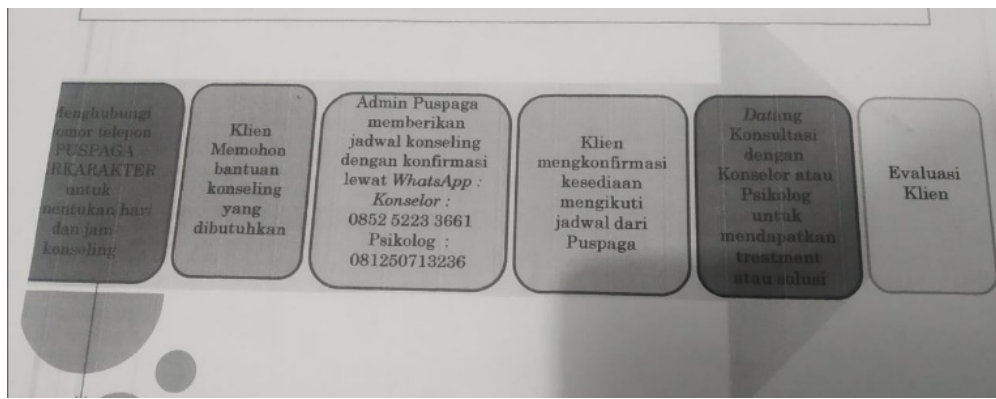 Menghubungi
nomor telepon
PUSPAGA
untuk
menentukan hari
dan jam
konseling
Klien
Memohon
bantuan
konseling
yang
dibutuhkan
Admin Puspaga
memberikan
jadwal konseling
dengan konfirmasi
lewat WhatsApp :
Konselor :
0852 5223 3661
Psikolog :
081250713236
Klien
mengkonfirmasi
kesediaan
mengikuti
jadwal dari
Puspaga
Datang
Konsultasi
dengan
Konselor atau
Psikolog
untuk
mendapatkan
treatment
atau solusi
Evaluasi
Klien